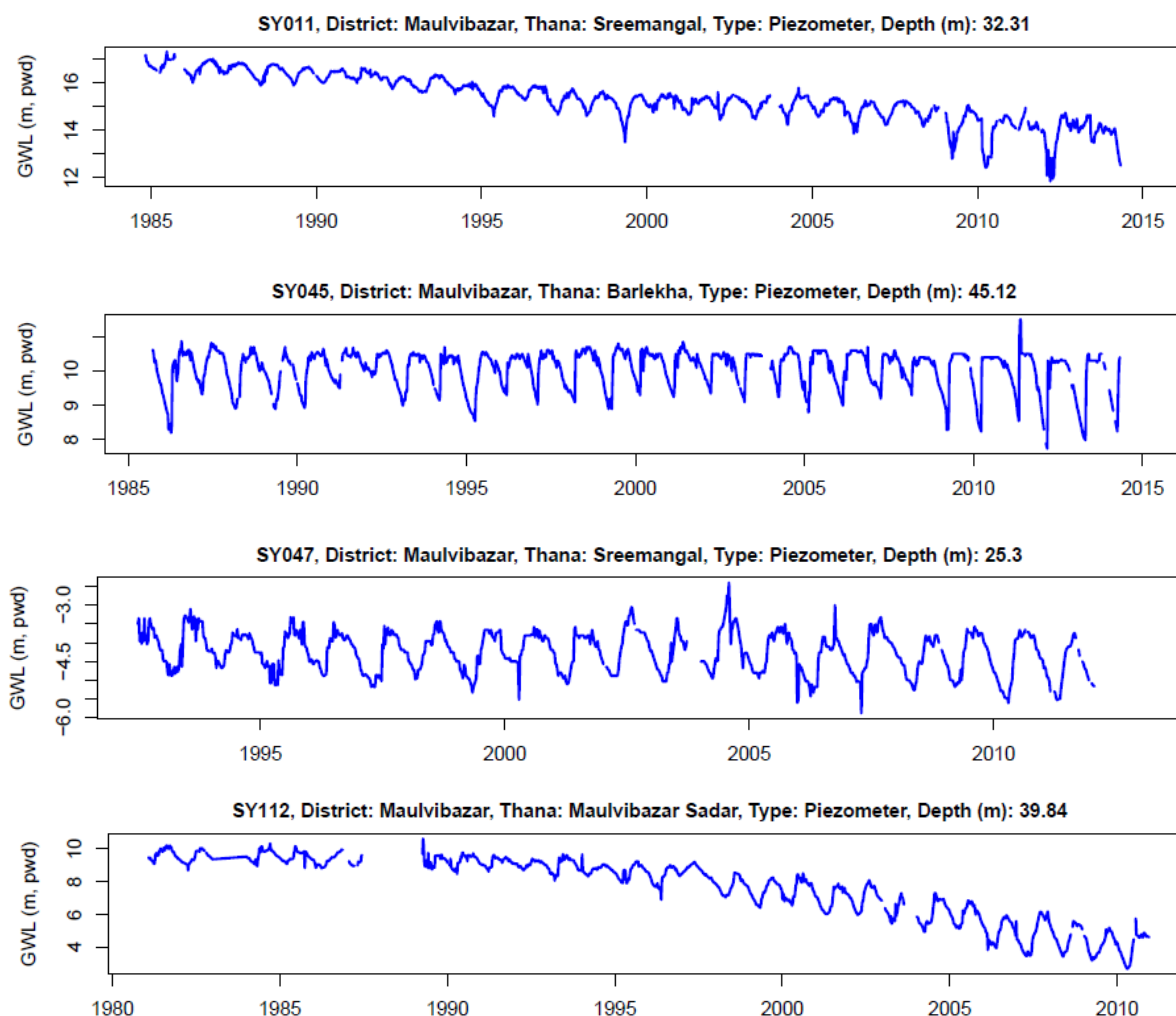 SY011, District: Maulvibazar, Thana: Sreemangal, Type: Piezometer, Depth (m): 32.31
GWL (m, pwd)
16
14
12
1985 1990 1995 2000 2005 2010 2015
SY045, District: Maulvibazar, Thana: Barlekha, Type: Piezometer, Depth (m): 45.12
GWL (m, pwd)
10
9
8
1985 1990 1995 2000 2005 2010 2015
SY047, District: Maulvibazar, Thana: Sreemangal, Type: Piezometer, Depth (m): 25.3
GWL (m, pwd)
−3.0
−4.5
−6.0
1995 2000 2005 2010
SY112, District: Maulvibazar, Thana: Maulvibazar Sadar, Type: Piezometer, Depth (m): 39.84
GWL (m, pwd)
10
8
6
4
1980 1985 1990 1995 2000 2005 2010